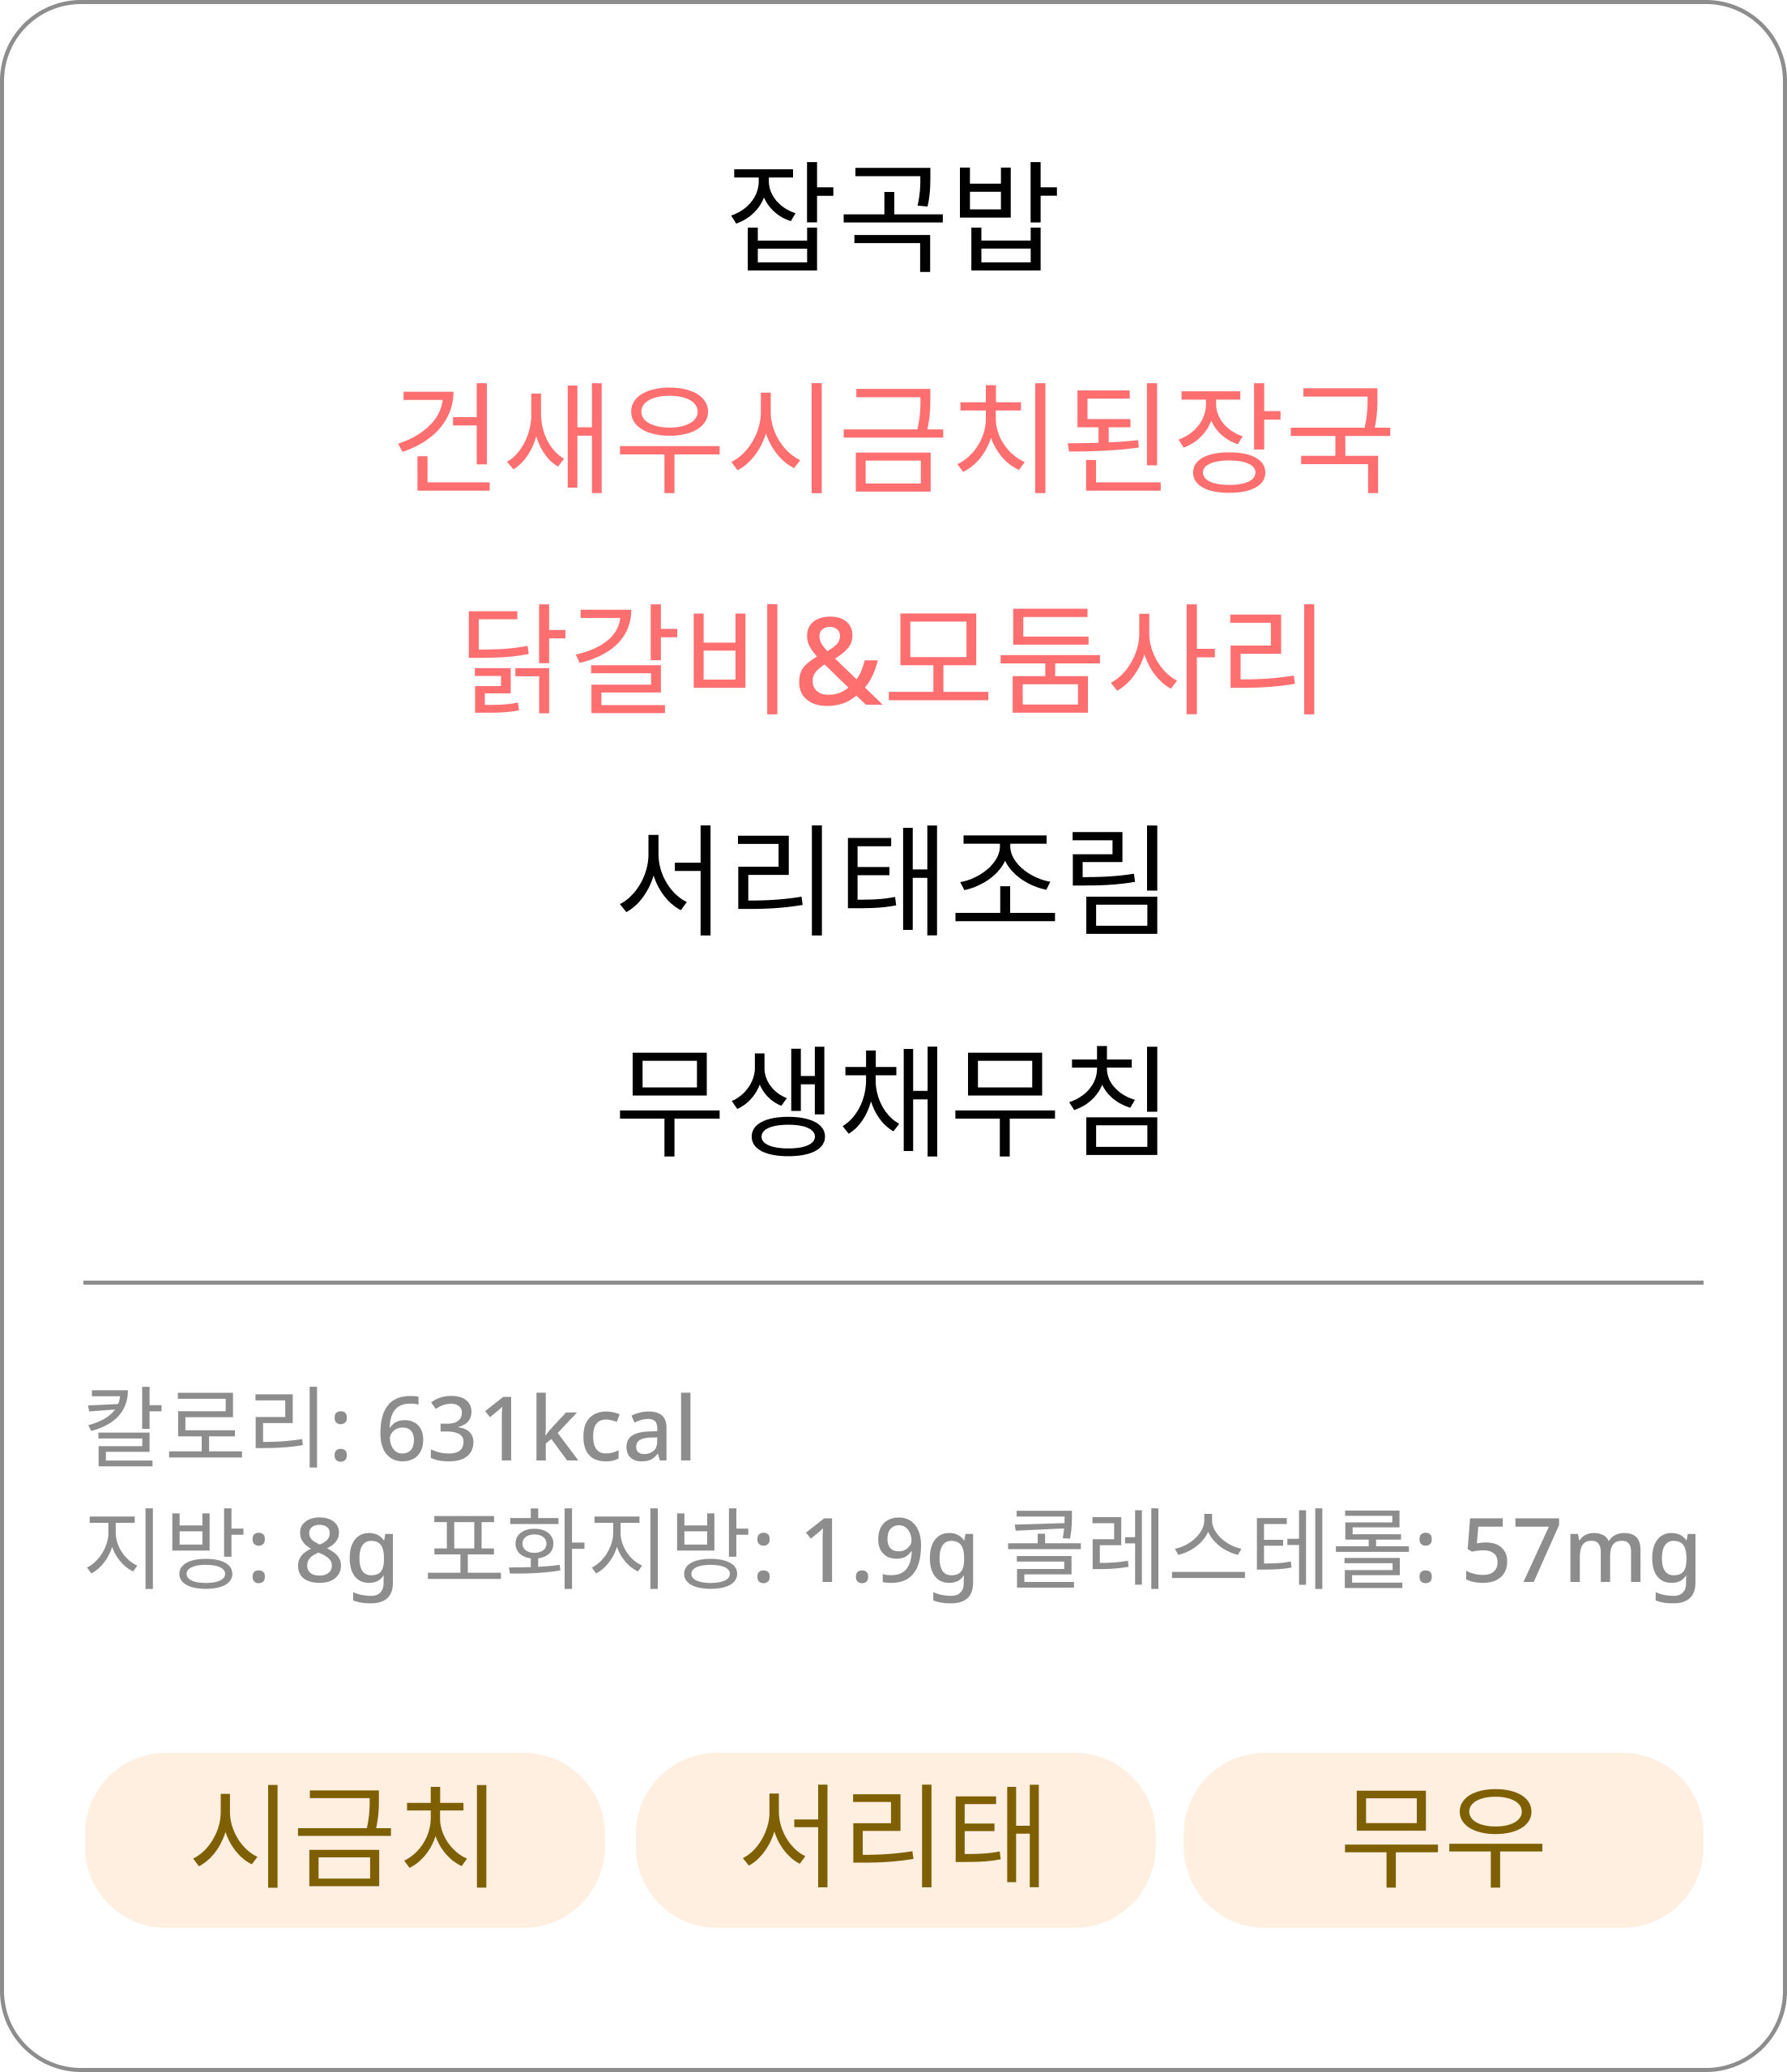 잡곡밥
건새우시금치된장국
닭갈비&모둠사리
서리태조림
무생채무침
칼로리: 631kcal
지방: 8g 포화지방: 1.9g 콜레스테롤: 57mg
시금치 서리태 무우